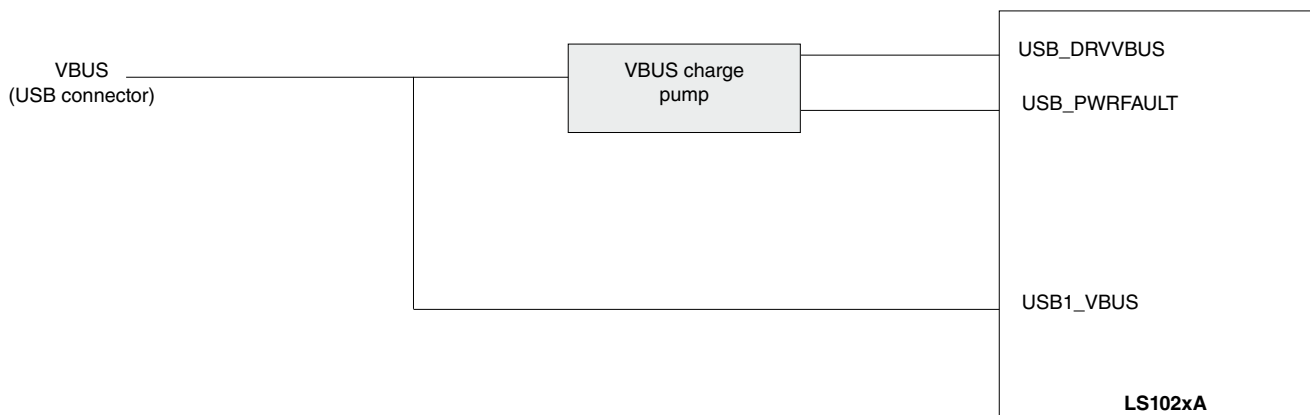 VBUS
(USB connector)
VBUS charge
pump
USB_DRVVBUS
USB_PWRFAULT
USB1_VBUS
LS102xA